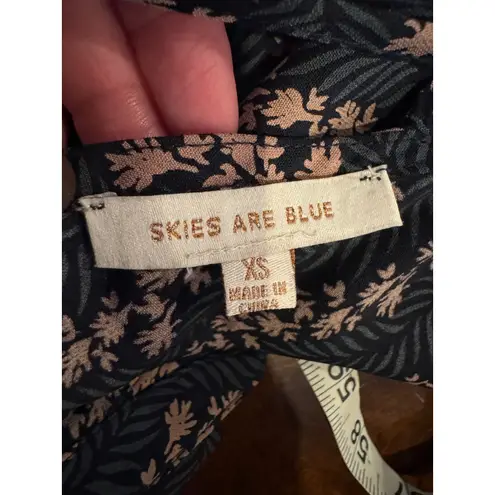 SKIES ARE BLUE
XS
MADE IN
CHINA